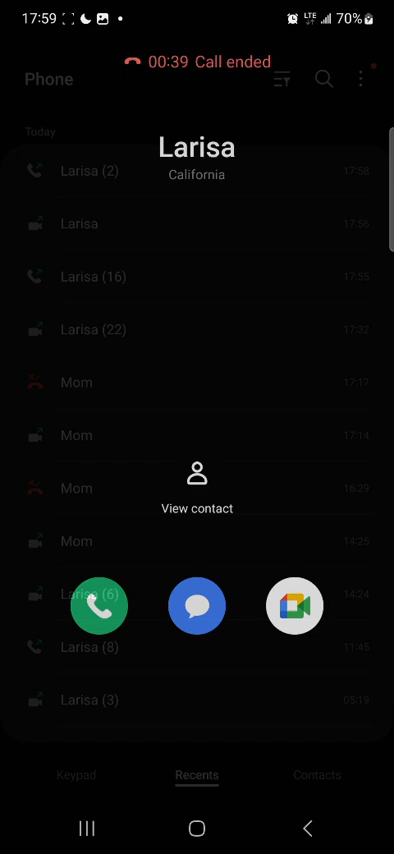 17:59 LTE 70%
00:39 Call ended
Phone
Larisa
California
Today
Larisa (2) 17:58
Larisa 17:56
Larisa (16) 17:55
Larisa (22) 17:32
Mom 17:17
Mom 17:14
View contact
Mom 16:29
Mom 14:25
Larisa (6) 14:24
Larisa (8) 11:45
Larisa (3) 05:19
Keypad Recents Contacts